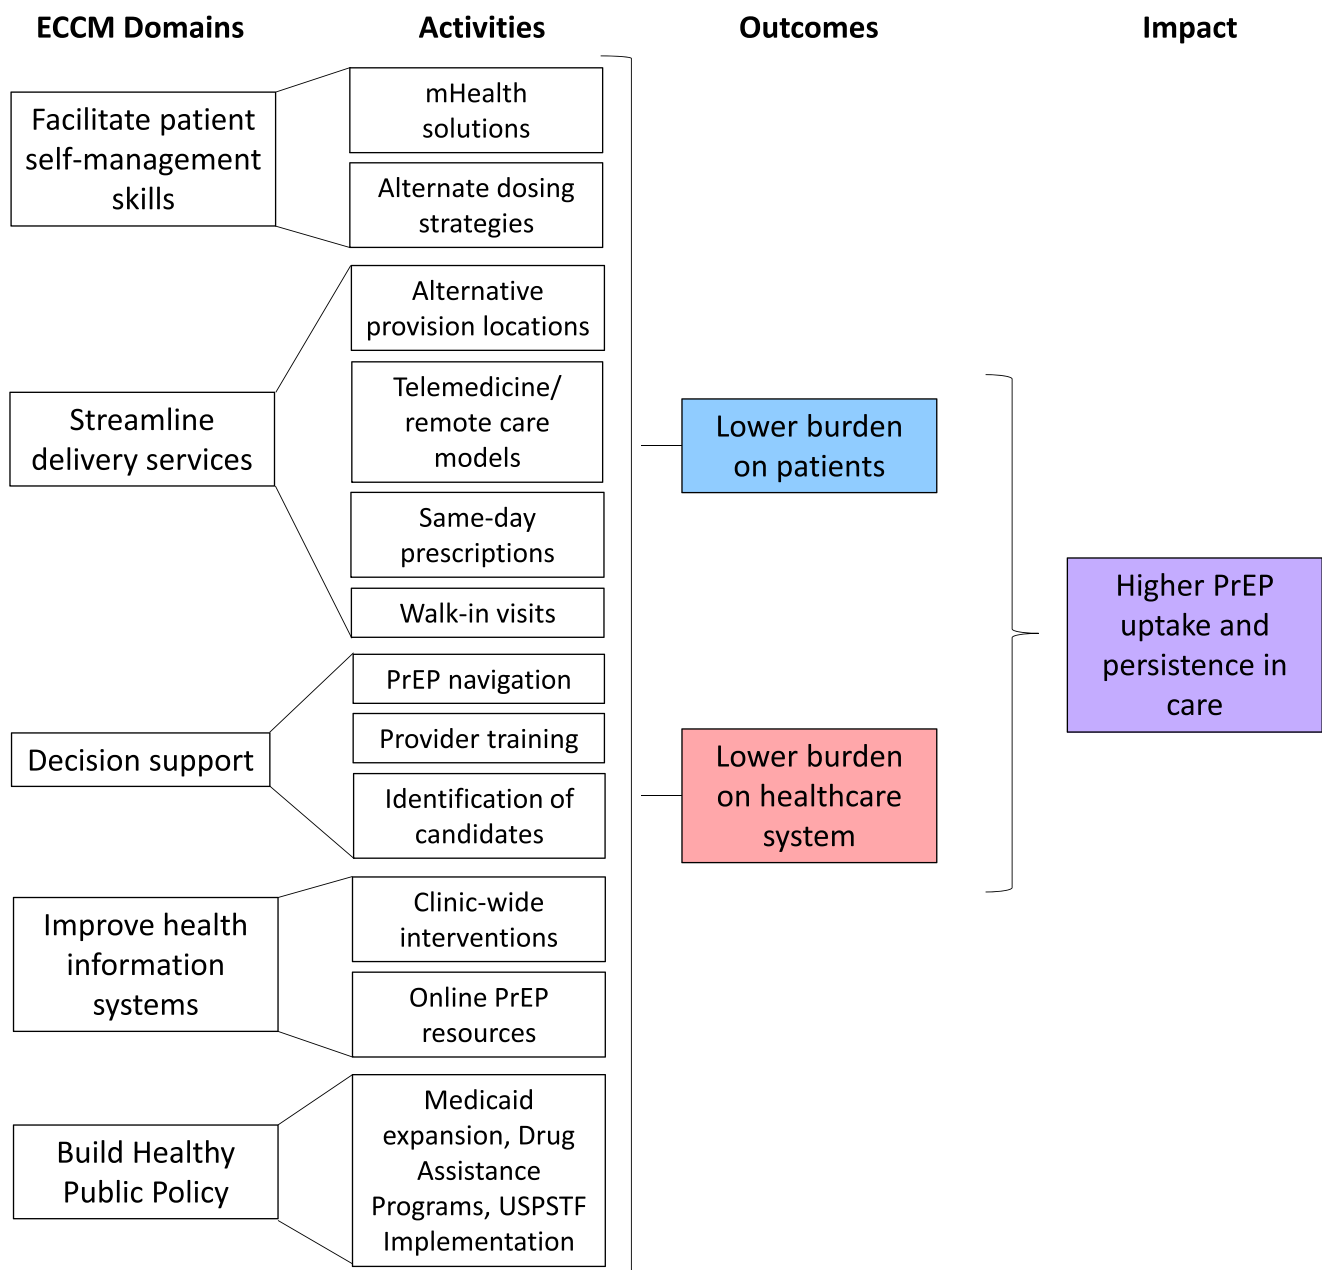 ECCM Domains
Activities
Outcomes
Impact
Facilitate patient
self-management
skills
mHealth
solutions
Alternate dosing
strategies
Streamline
delivery services
Alternative
provision locations
Telemedicine/
remote care
models
Same-day
prescriptions
Walk-in visits
Decision support
PrEP navigation
Provider training
Identification of
candidates
Improve health
information
systems
Clinic-wide
interventions
Online PrEP
resources
Build Healthy
Public Policy
Medicaid
expansion, Drug
Assistance
Programs, USPSTF
Implementation
Lower burden
on patients
Lower burden
on healthcare
system
Higher PrEP
uptake and
persistence in
care